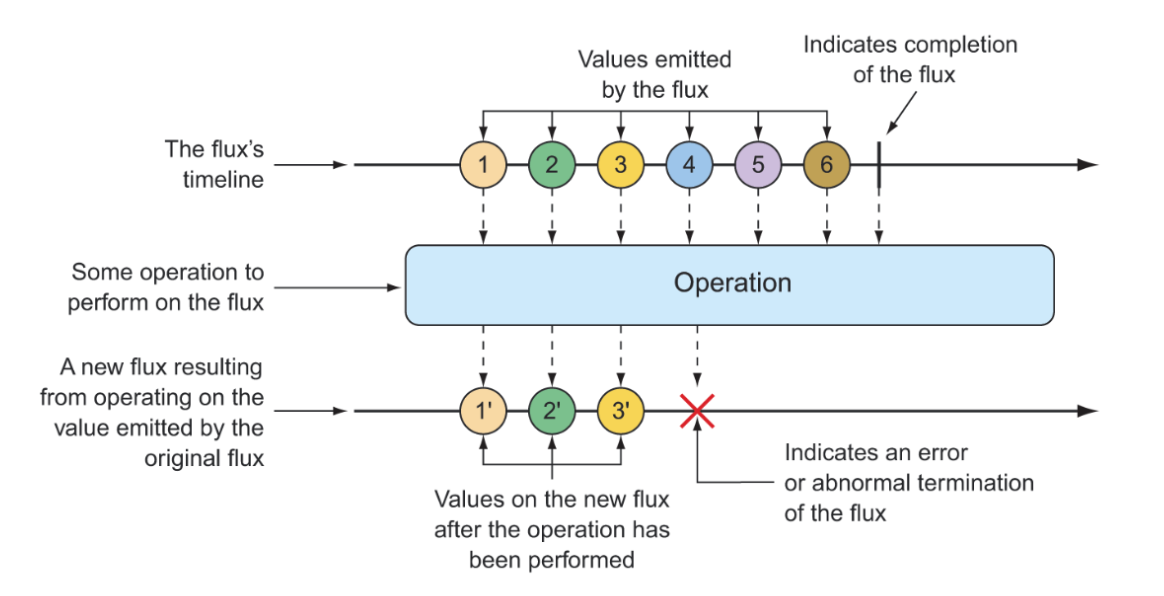 Indicates completion
of the flux
Values emitted
by the flux
The flux's
timeline
1 2 3 4 5 6
Some operation to
perform on the flux
Operation
A new flux resulting
from operating on the
value emitted by the
original flux
1' 2' 3'
Indicates an error
or abnormal termination
of the flux
Values on the new flux
after the operation has
been performed